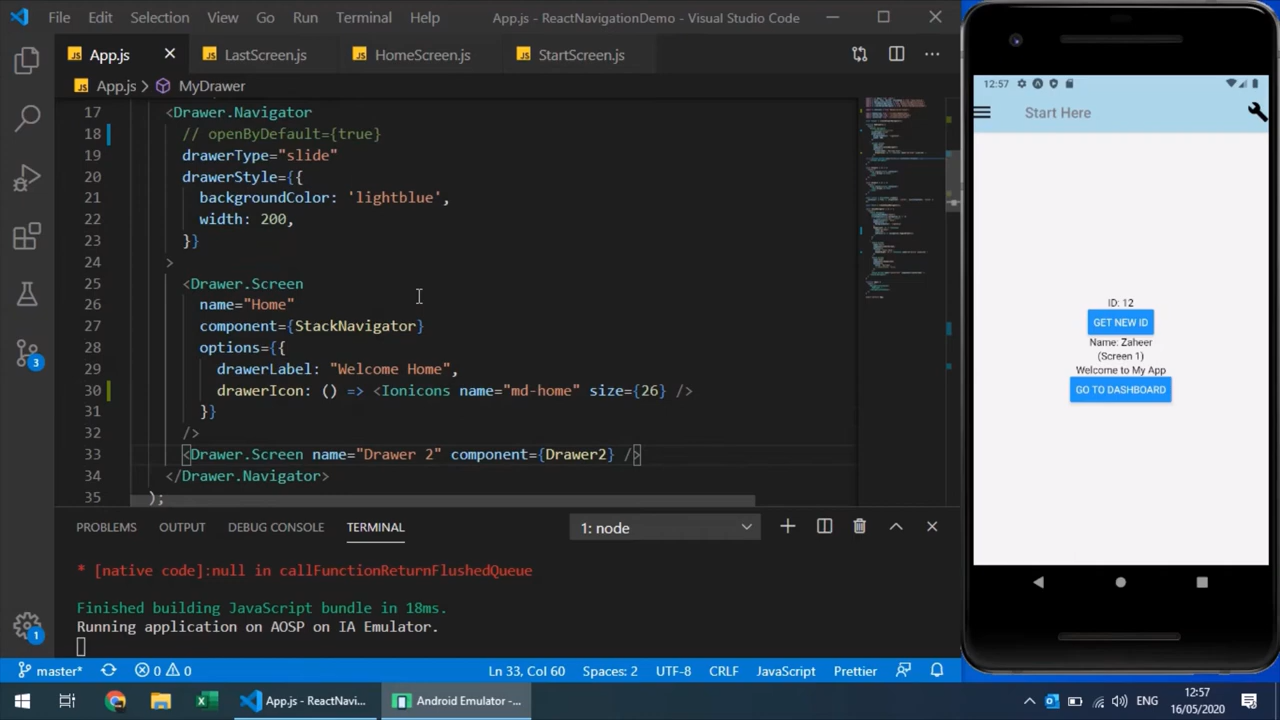 File Edit Selection View Go Run Terminal Help App.js - ReactNavigationDemo - Visual Studio Code
JS App.js JS LastScreen.js JS HomeScreen.js JS StartScreen.js
JS App.js > MyDrawer
17 <Drawer.Navigator
18 // openByDefault={true}
19 drawerType="slide"
20 drawerStyle={{
21 backgroundColor: 'lightblue',
22 width: 200,
23 }}
24 >
25 <Drawer.Screen
26 name="Home"
27 component={StackNavigator}
28 options={{
29 drawerLabel: "Welcome Home",
30 drawerIcon: () => <Ionicons name="md-home" size={26} />
31 }}
32 />
33 <Drawer.Screen name="Drawer 2" component={Drawer2} />
34 </Drawer.Navigator>
35 );
PROBLEMS OUTPUT DEBUG CONSOLE TERMINAL 1: node
* [native code]:null in callFunctionReturnFlushedQueue
Finished building JavaScript bundle in 18ms.
Running application on AOSP on IA Emulator.
3
1
master* 0 0 Ln 33, Col 60 Spaces: 2 UTF-8 CRLF JavaScript Prettier
App.js - ReactNavi... Android Emulator -... ENG 12:57
16/05/2020
12:57
Start Here
ID: 12
GET NEW ID
Name: Zaheer
(Screen 1)
Welcome to My App
GO TO DASHBOARD